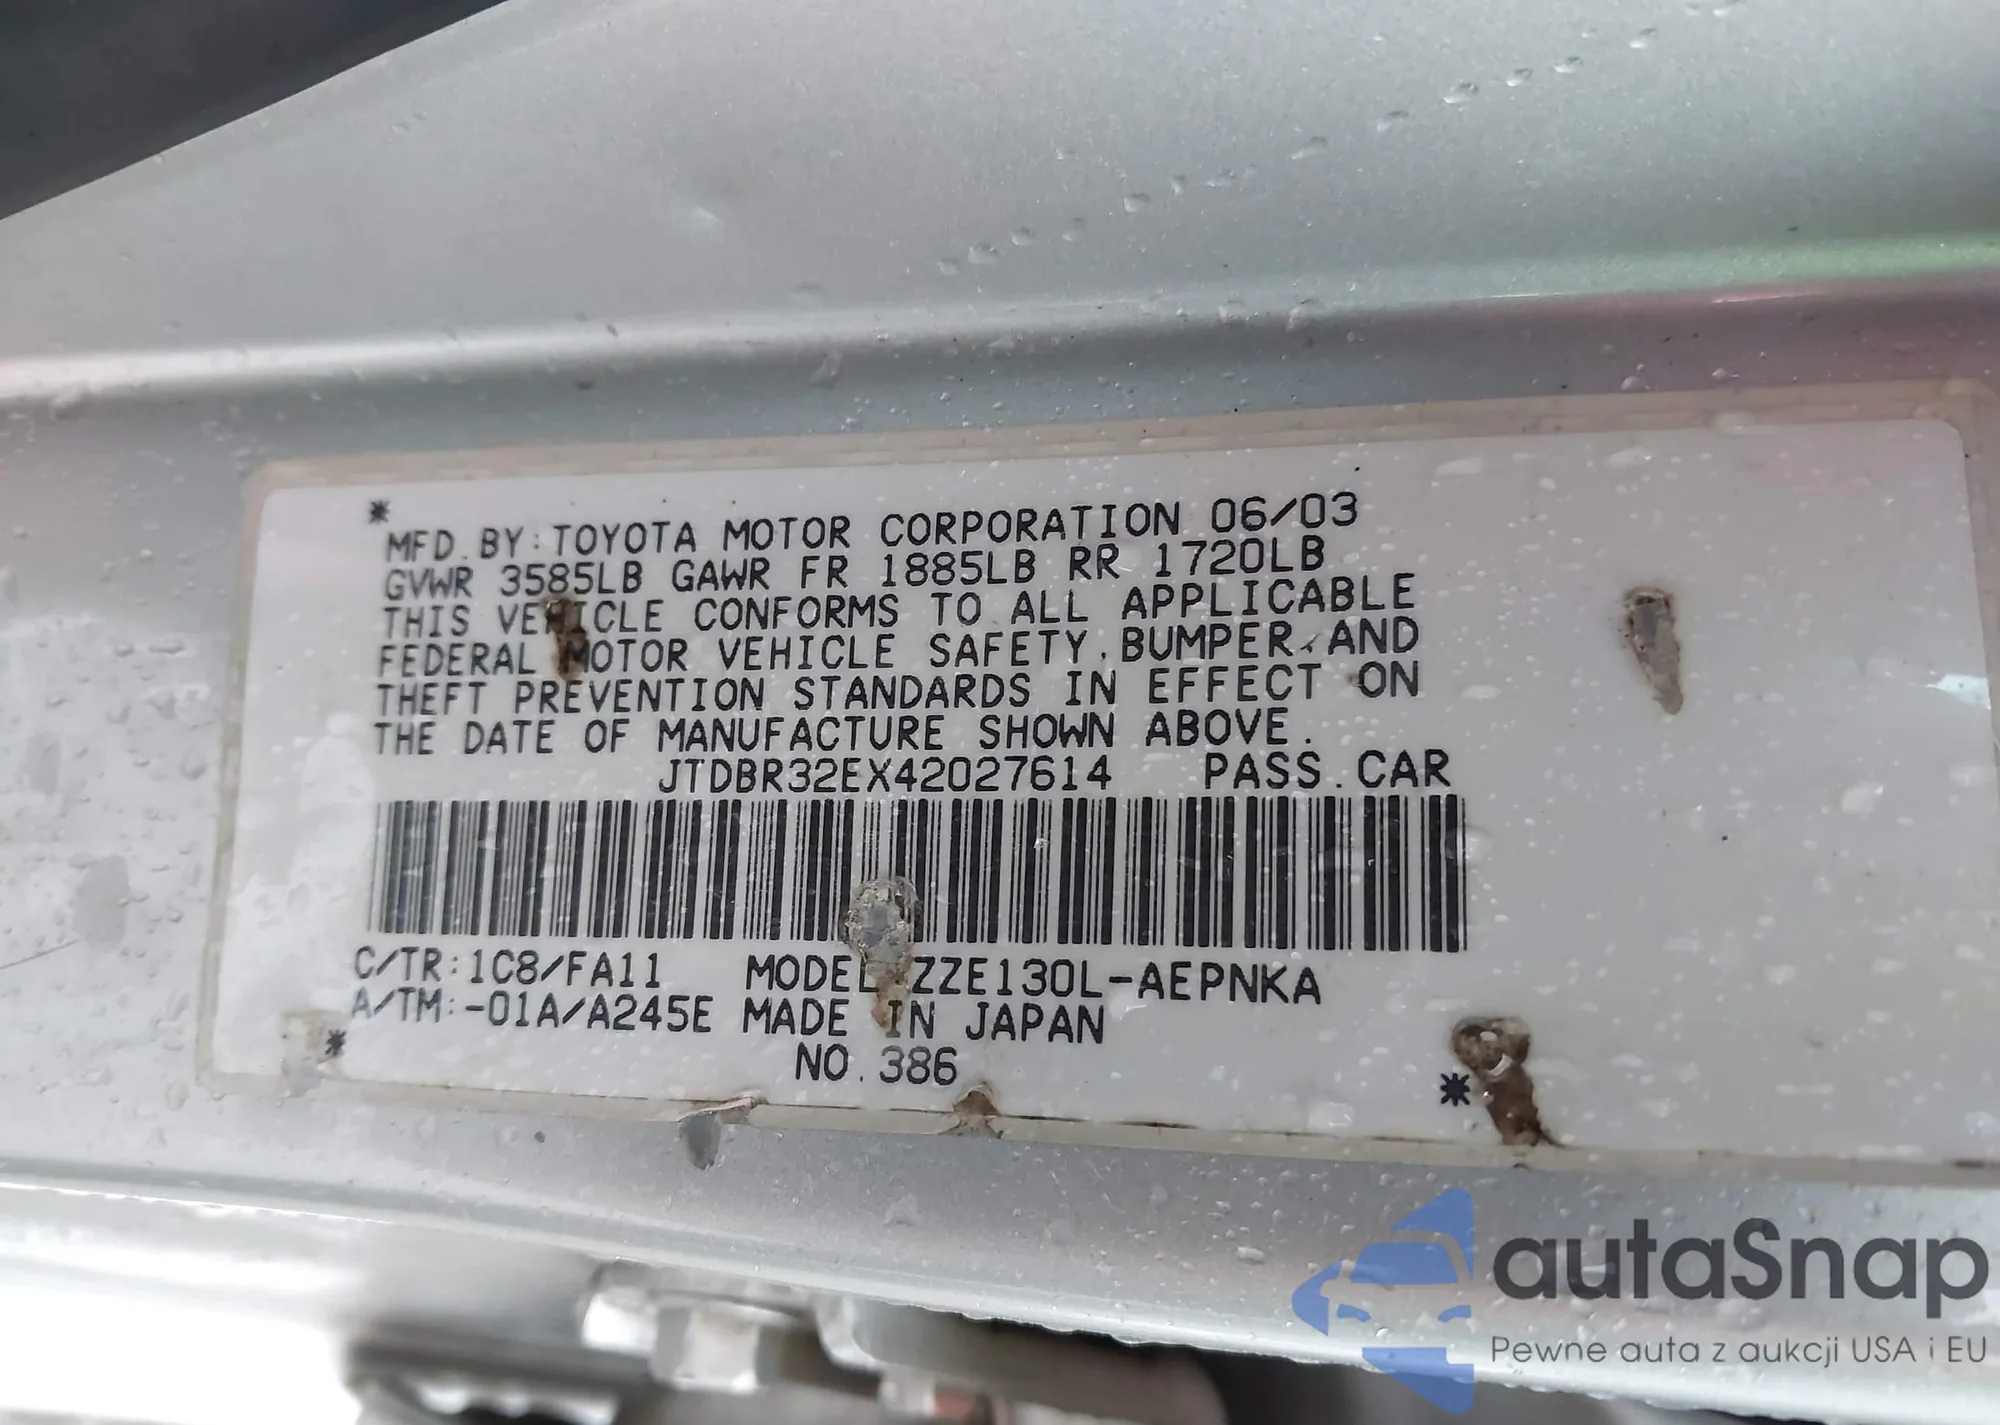 *
MFD. BY: TOYOTA MOTOR CORPORATION 06/03
GVWR 3585LB GAWR FR 1885LB RR 1720LB
THIS VEHICLE CONFORMS TO ALL APPLICABLE
FEDERAL MOTOR VEHICLE SAFETY, BUMPER, AND
THEFT PREVENTION STANDARDS IN EFFECT ON
THE DATE OF MANUFACTURE SHOWN ABOVE.
JTDBR32EX42027614 PASS. CAR
C/TR: 1C8/FA11 MODEL: ZZE130L-AEPNKA
A/TM: -01A/A245E MADE IN JAPAN
* NO. 386 *
autaSnap
Pewne auta z aukcji USA i EU